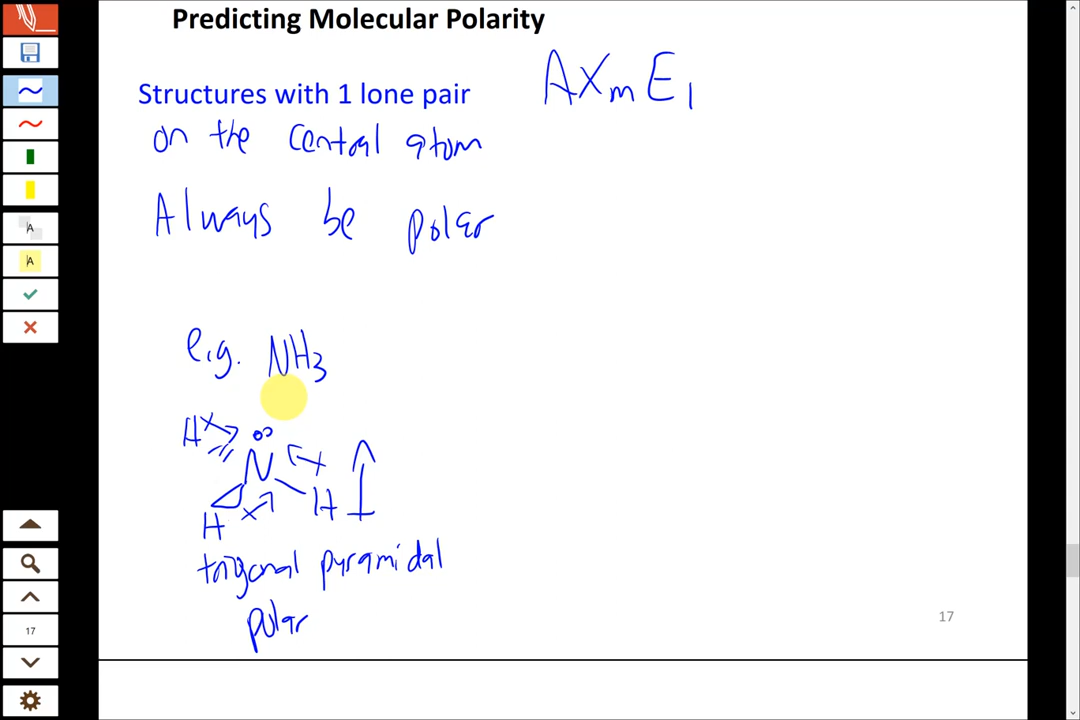 Predicting Molecular Polarity
Structures with 1 lone pair AXmE1
on the central atom
Always be polar
e.g. NH3
H
N
H
H
trigonal pyramidal
polar
17
A
A
17